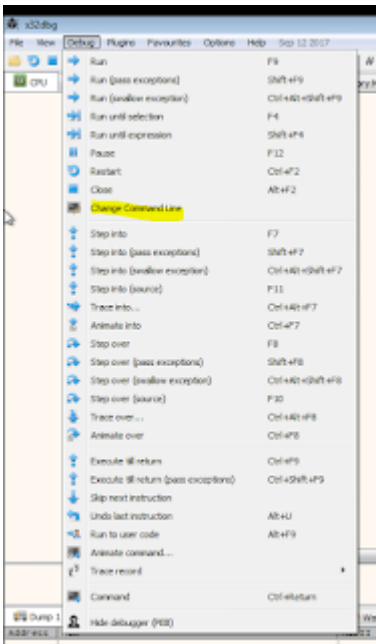 x32dbg
File View Debug Plugins Favourites Options Help Sep 12 2017
CPU
Run F9
Run (pass exceptions) Shift+F9
Run (swallow exception) Ctrl+Alt+Shift+F9
Run until selection F4
Run until expression Shift+F4
Pause F12
Restart Ctrl+F2
Close Alt+F2
Change Command Line
Step into F7
Step into (pass exceptions) Shift+F7
Step into (swallow exception) Ctrl+Alt+Shift+F7
Step into (source) F11
Trace into... Ctrl+Alt+F7
Animate into Ctrl+F7
Step over F8
Step over (pass exceptions) Shift+F8
Step over (swallow exception) Ctrl+Alt+Shift+F8
Step over (source) F10
Trace over... Ctrl+Alt+F8
Animate over Ctrl+F8
Execute till return Ctrl+F9
Execute till return (pass exceptions) Ctrl+Shift+F9
Skip next instruction
Undo last instruction Alt+U
Run to user code Alt+F9
Animate command...
Trace record
Command Ctrl+Return
Dump 1
Hide debugger (PEB)
Address